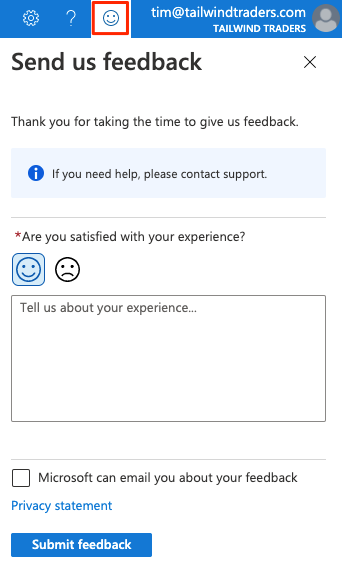 ?
tim@tailwindtraders.com
TAILWIND TRADERS
Send us feedback
Thank you for taking the time to give us feedback.
If you need help, please contact support.
*Are you satisfied with your experience?
Tell us about your experience...
Microsoft can email you about your feedback
Privacy statement
Submit feedback